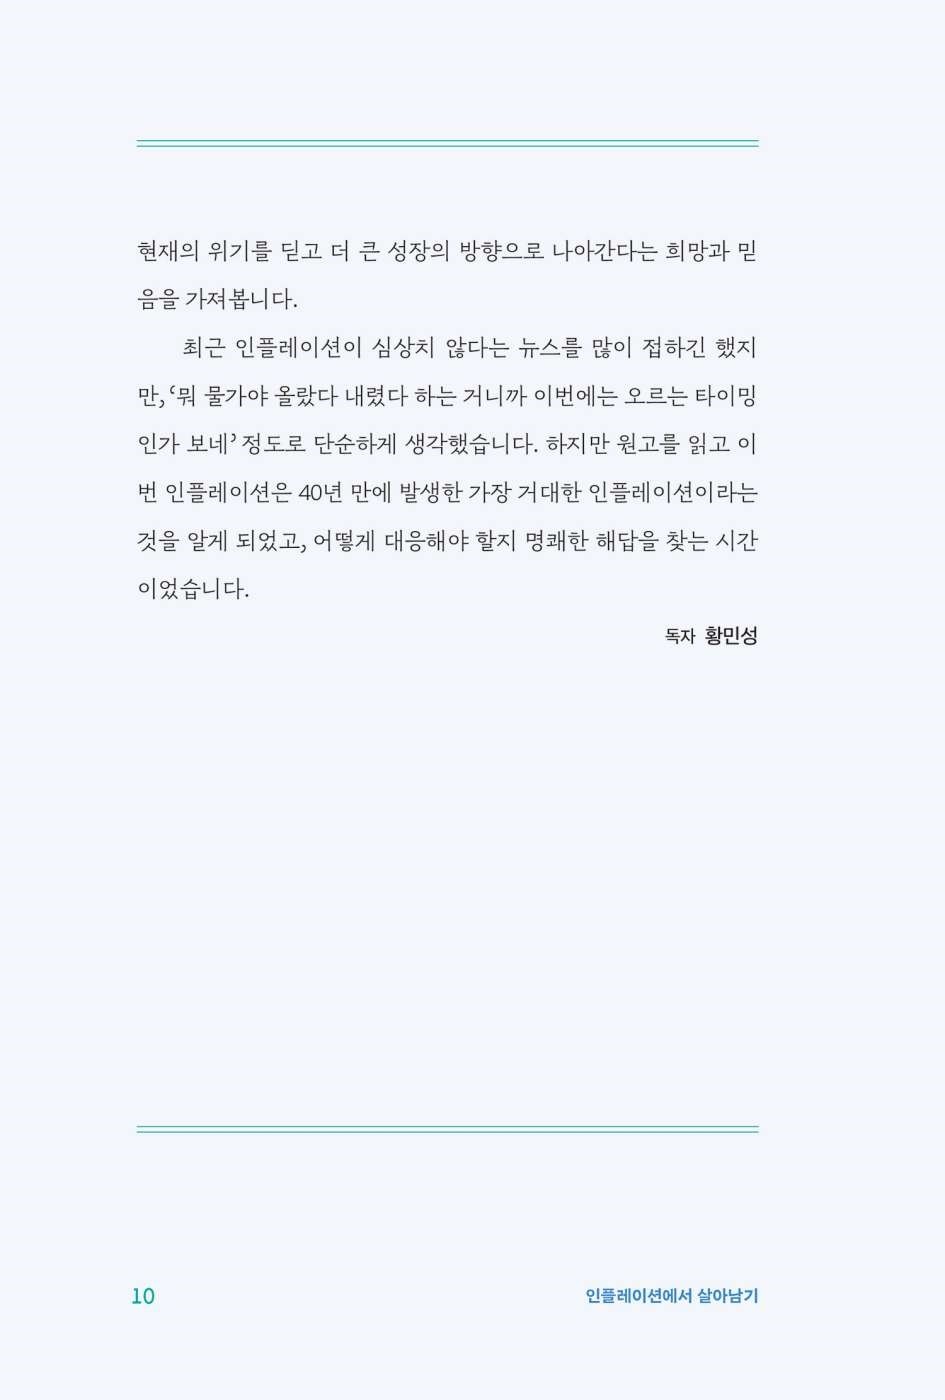 현재의 위기를 딛고 더 큰 성장의 방향으로 나아간다는 희망과 믿
음을 가져봅니다.
최근 인플레이션이 심상치 않다는 뉴스를 많이 접하긴 했지
만, ‘뭐 물가야 올랐다 내렸다 하는 거니까 이번에는 오르는 타이밍
인가 보네’ 정도로 단순하게 생각했습니다. 하지만 원고를 읽고 이
번 인플레이션은 40년 만에 발생한 가장 거대한 인플레이션이라는
것을 알게 되었고, 어떻게 대응해야 할지 명쾌한 해답을 찾는 시간
이었습니다.
독자 황민성
10
인플레이션에서 살아남기